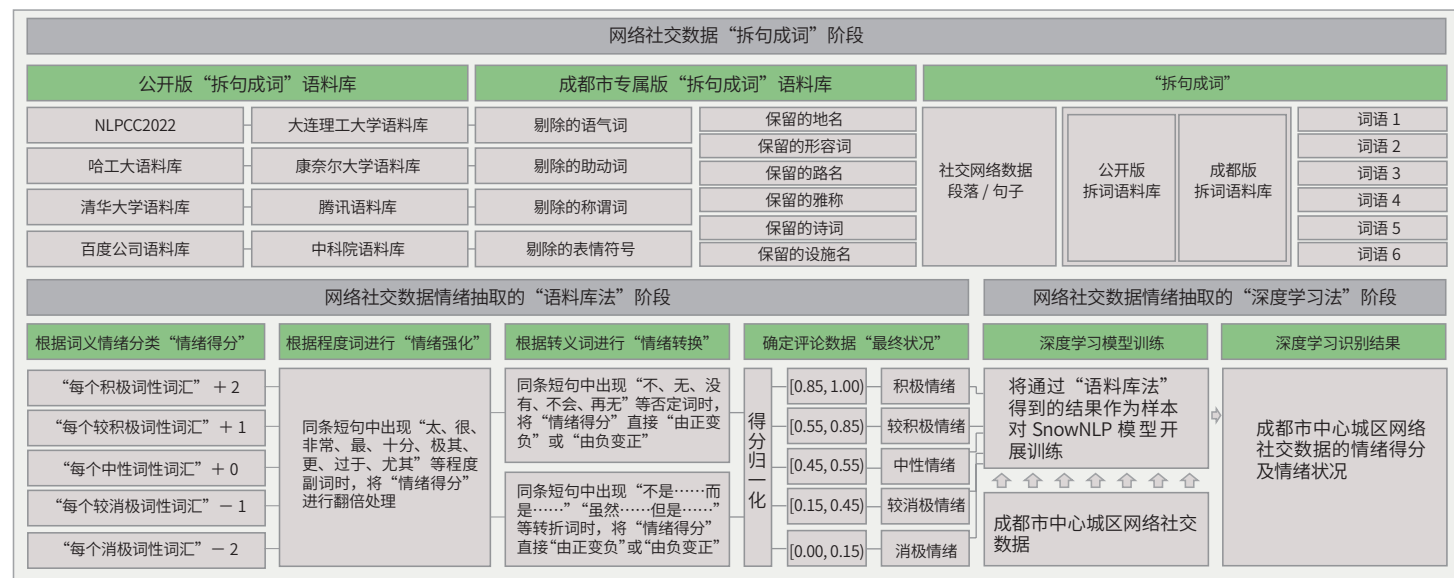 网络社交数据“拆句成词”阶段
公开版“拆句成词”语料库
成都市专属版“拆句成词”语料库
“拆句成词”
NLPCC2022
大连理工大学语料库
哈工大语料库
康奈尔大学语料库
清华大学语料库
腾讯语料库
百度公司语料库
中科院语料库
剔除的语气词
剔除的助动词
剔除的称谓词
剔除的表情符号
保留的地名
保留的形容词
保留的路名
保留的雅称
保留的诗词
保留的设施名
社交网络数据
段落 / 句子
公开版
拆词语料库
成都版
拆词语料库
词语 1
词语 2
词语 3
词语 4
词语 5
词语 6
网络社交数据情绪抽取的“语料库法”阶段
网络社交数据情绪抽取的“深度学习法”阶段
根据词义情绪分类“情绪得分”
根据程度词进行“情绪强化”
根据转义词进行“情绪转换”
确定评论数据“最终状况”
深度学习模型训练
深度学习识别结果
“每个积极词性词汇”＋ 2
“每个较积极词性词汇”＋ 1
“每个中性词性词汇”＋ 0
“每个较消极词性词汇”－ 1
“每个消极词性词汇”－ 2
同条短句中出现“太、很、
非常、最、十分、极其、
更、过于、尤其”等程度
副词时，将“情绪得分”
进行翻倍处理
同条短句中出现“不、无、没
有、不会、再无”等否定词时，
将“情绪得分”直接“由正变
负”或“由负变正”
同条短句中出现“不是……而
是……”“虽然……但是……”
等转折词时，将“情绪得分”
直接“由正变负”或“由负变正”
得分归一化
[0.85, 1.00)
积极情绪
[0.55, 0.85)
较积极情绪
[0.45, 0.55)
中性情绪
[0.15, 0.45)
较消极情绪
[0.00, 0.15)
消极情绪
将通过“语料库法”
得到的结果作为样本
对 SnowNLP 模型开
展训练
成都市中心城区网络社交
数据
成都市中心城区网络
社交数据的情绪得分
及情绪状况